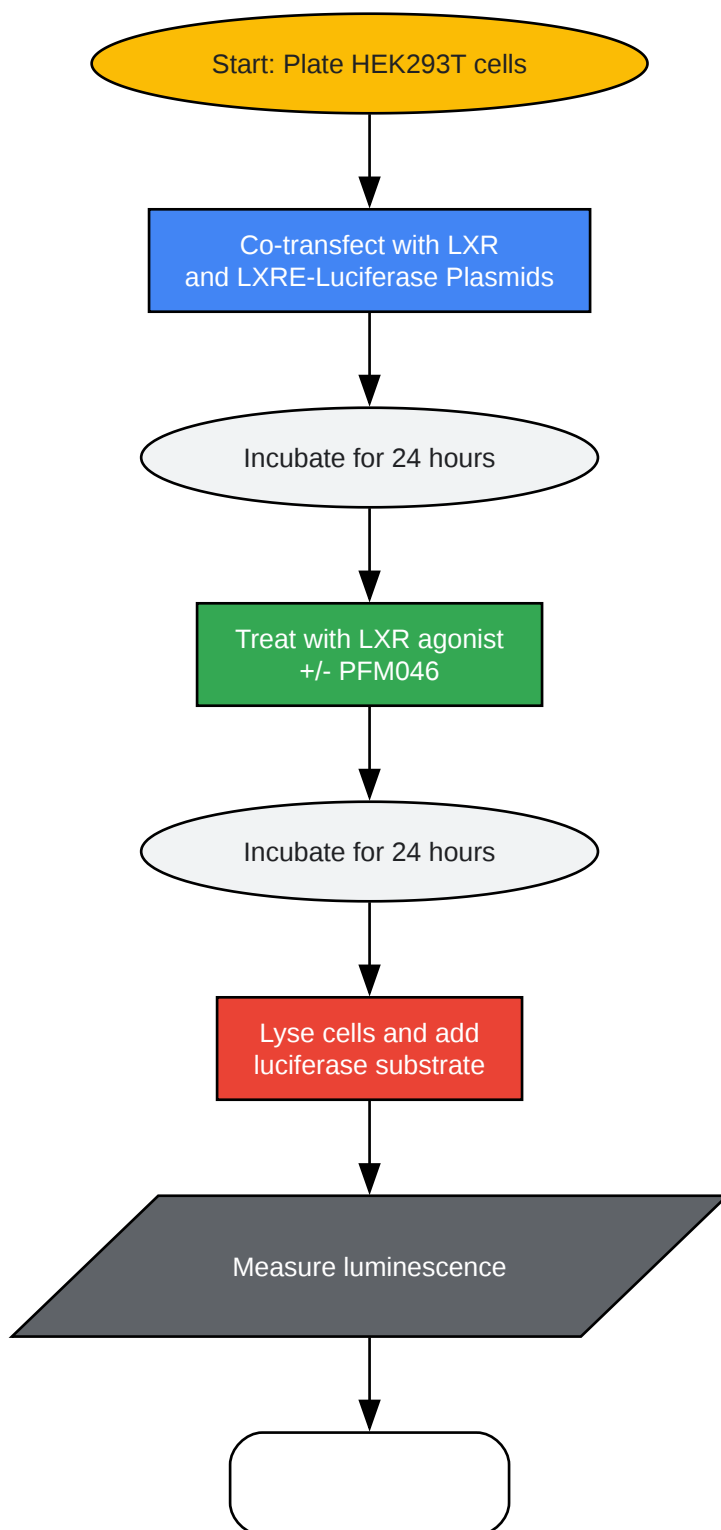 Start: Plate HEK293T cells
Co-transfect with LXR
and LXRE-Luciferase Plasmids
Incubate for 24 hours
Treat with LXR agonist
+/- PFM046
Incubate for 24 hours
Lyse cells and add
luciferase substrate
Measure luminescence